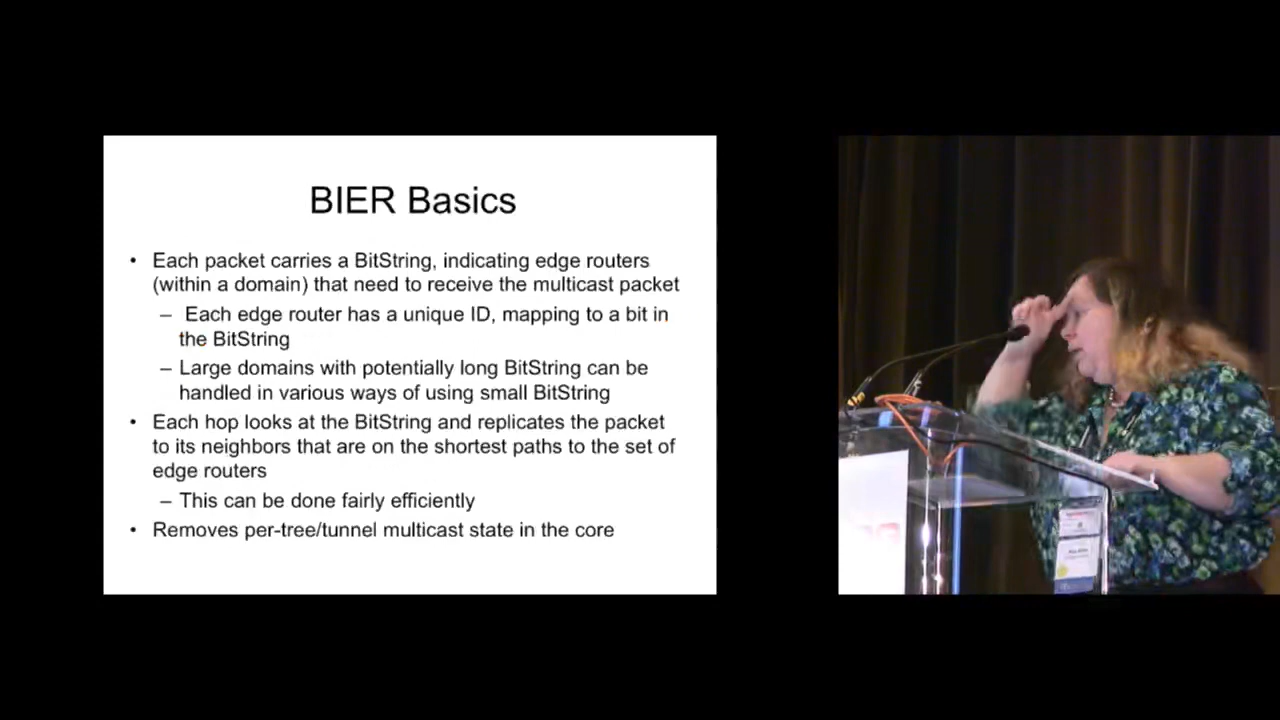 BIER Basics
• Each packet carries a BitString, indicating edge routers
(within a domain) that need to receive the multicast packet
– Each edge router has a unique ID, mapping to a bit in
the BitString
– Large domains with potentially long BitString can be
handled in various ways of using small BitString
• Each hop looks at the BitString and replicates the packet
to its neighbors that are on the shortest paths to the set of
edge routers
– This can be done fairly efficiently
• Removes per-tree/tunnel multicast state in the core